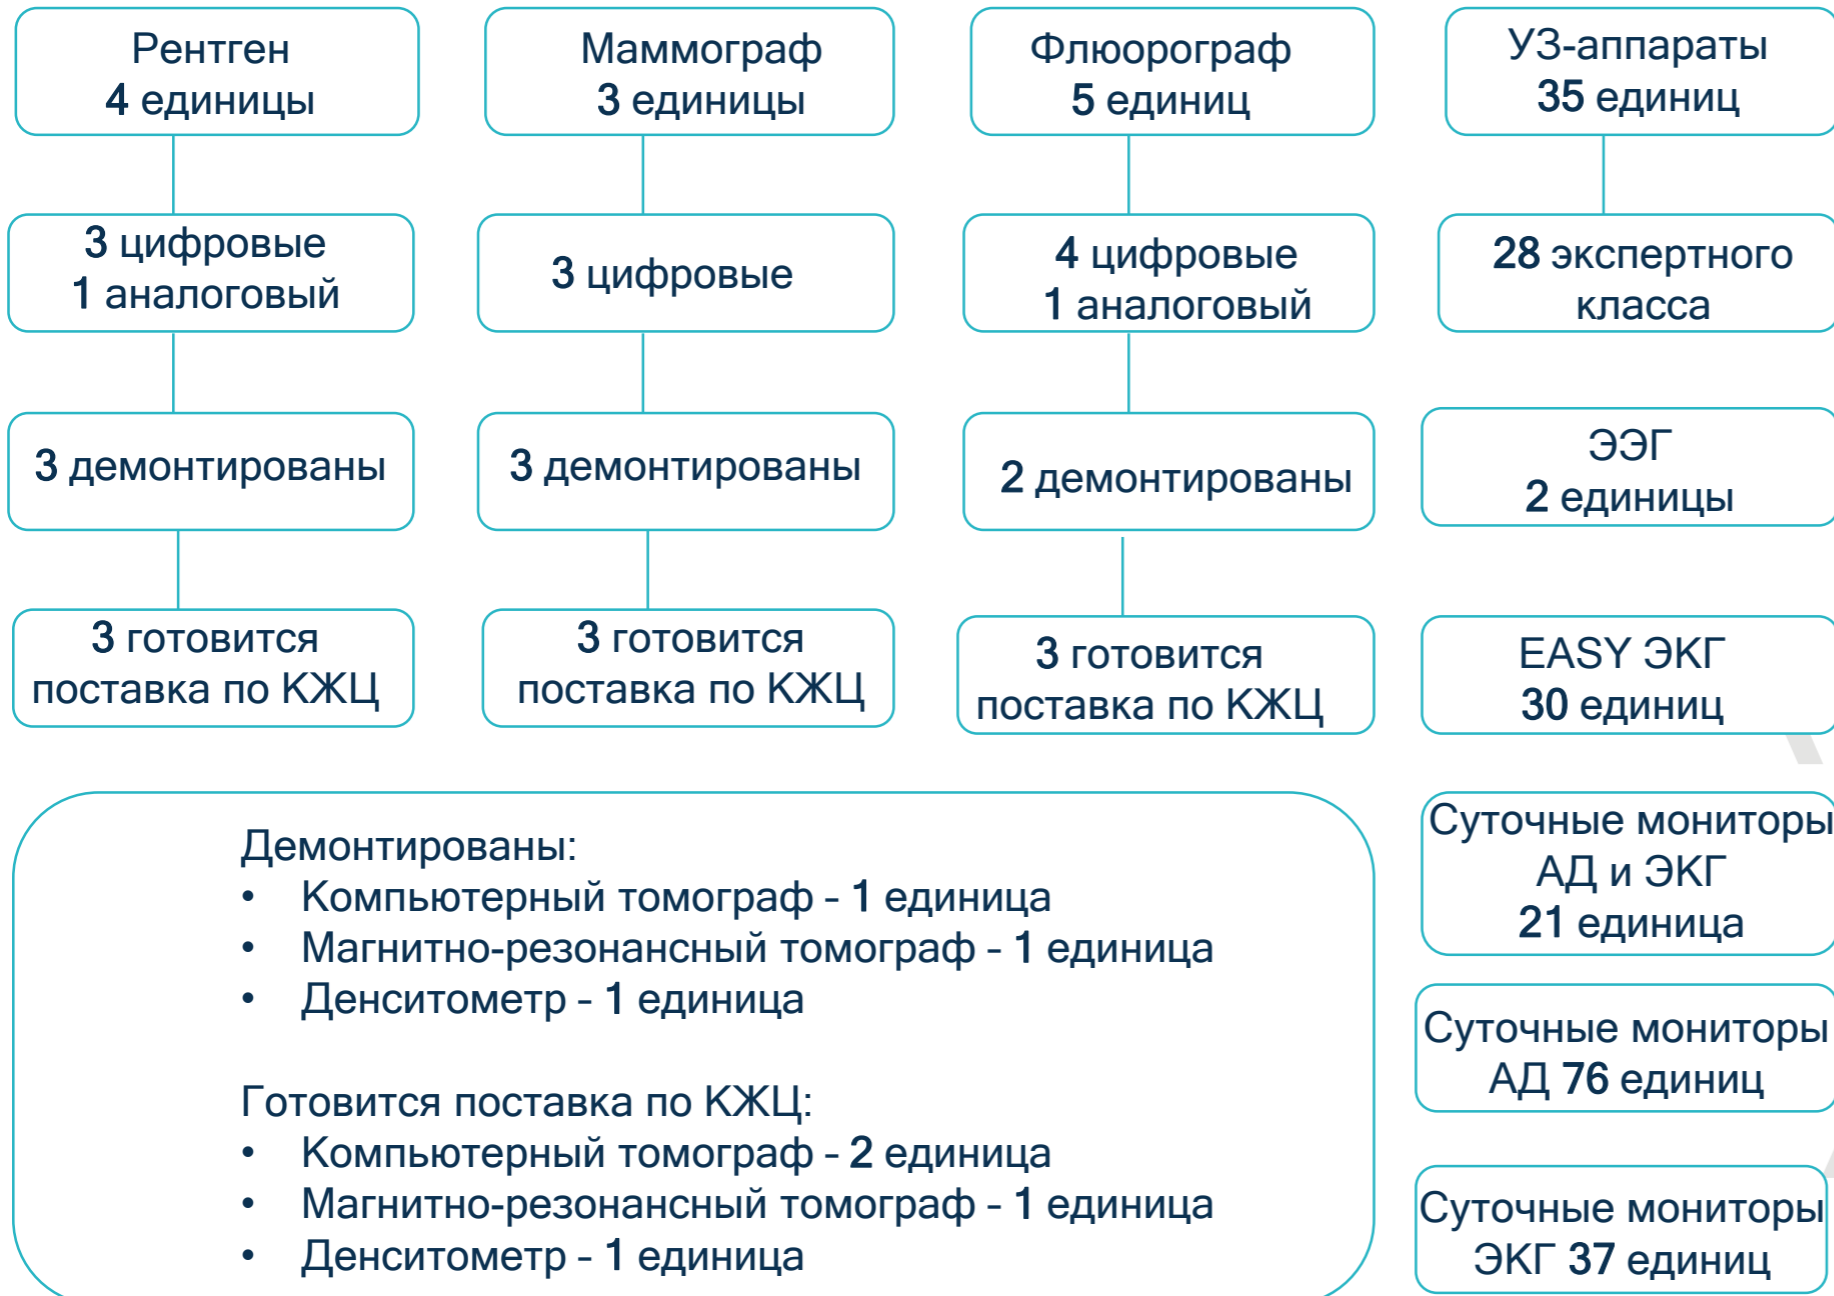 Рентген
4 единицы
3 цифровые
1 аналоговый
3 демонтированы
3 готовится
поставка по КЖЦ
Маммограф
3 единицы
3 цифровые
3 демонтированы
3 готовится
поставка по КЖЦ
Флюорограф
5 единиц
4 цифровые
1 аналоговый
2 демонтированы
3 готовится
поставка по КЖЦ
УЗ-аппараты
35 единиц
28 экспертного
класса
ЭЭГ
2 единицы
EASY ЭКГ
30 единиц
Суточные мониторы
АД и ЭКГ
21 единица
Суточные мониторы
АД 76 единиц
Суточные мониторы
ЭКГ 37 единиц
Демонтированы:
• Компьютерный томограф - 1 единица
• Магнитно-резонансный томограф - 1 единица
• Денситометр - 1 единица
Готовится поставка по КЖЦ:
• Компьютерный томограф - 2 единица
• Магнитно-резонансный томограф - 1 единица
• Денситометр - 1 единица